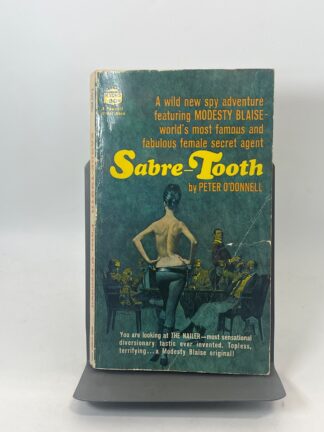 A wild new spy adventure
featuring MODESTY BLAISE-
world's most famous and
fabulous female secret agent
Sabre-Tooth
by PETER O'DONNELL
You are looking at THE NAILER—most sensational
diversionary tactic ever invented. Topless,
terrifying...a Modesty Blaise original!